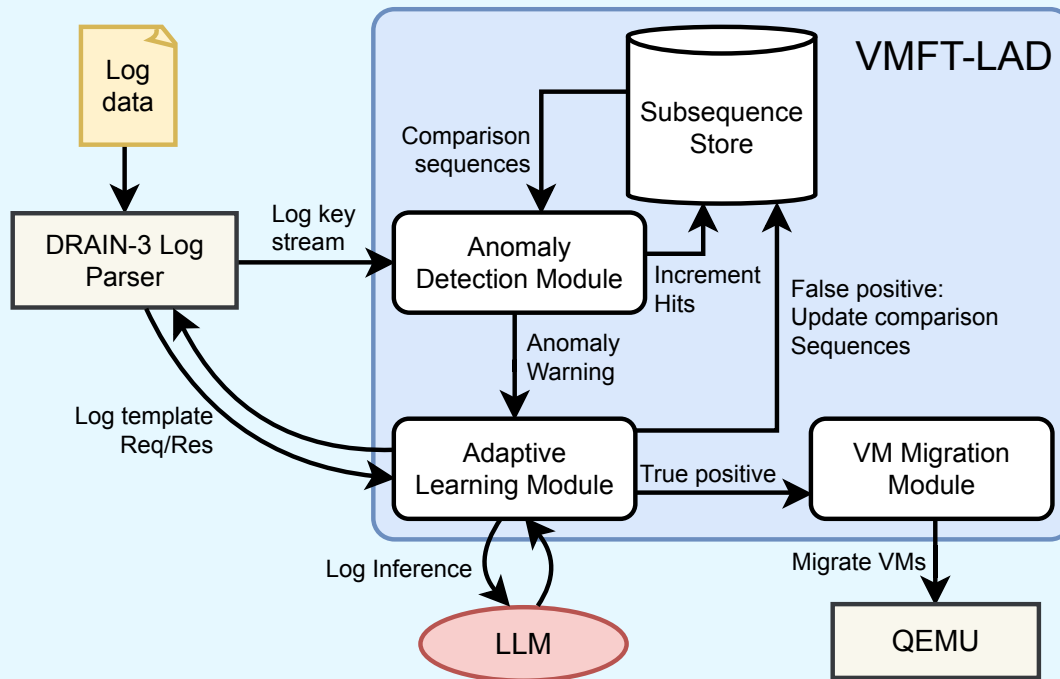 Log
data
VMFT-LAD
Subsequence
Store
Comparison
sequences
DRAIN-3 Log
Parser
Log key
stream
Anomaly
Detection Module
Increment
Hits
False positive:
Update comparison
Sequences
Anomaly
Warning
Log template
Req/Res
Adaptive
Learning Module
True positive
VM Migration
Module
Log Inference
Migrate VMs
LLM
QEMU